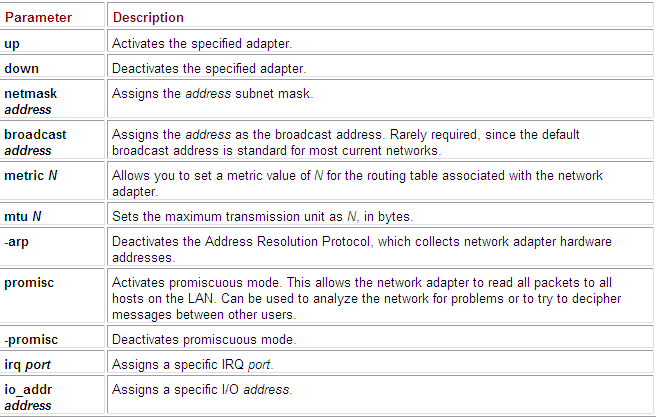 Parameter Description
up Activates the specified adapter.
down Deactivates the specified adapter.
netmask Assigns the address subnet mask.
address
broadcast Assigns the address as the broadcast address. Rarely required, since the default
address broadcast address is standard for most current networks.
metric N Allows you to set a metric value of N for the routing table associated with the network
adapter.
mtu N Sets the maximum transmission unit as N, in bytes.
-arp Deactivates the Address Resolution Protocol, which collects network adapter hardware
addresses.
promisc Activates promiscuous mode. This allows the network adapter to read all packets to all
hosts on the LAN. Can be used to analyze the network for problems or to try to decipher
messages between other users.
-promisc Deactivates promiscuous mode.
irq port Assigns a specific IRQ port.
io_addr Assigns a specific I/O address.
address